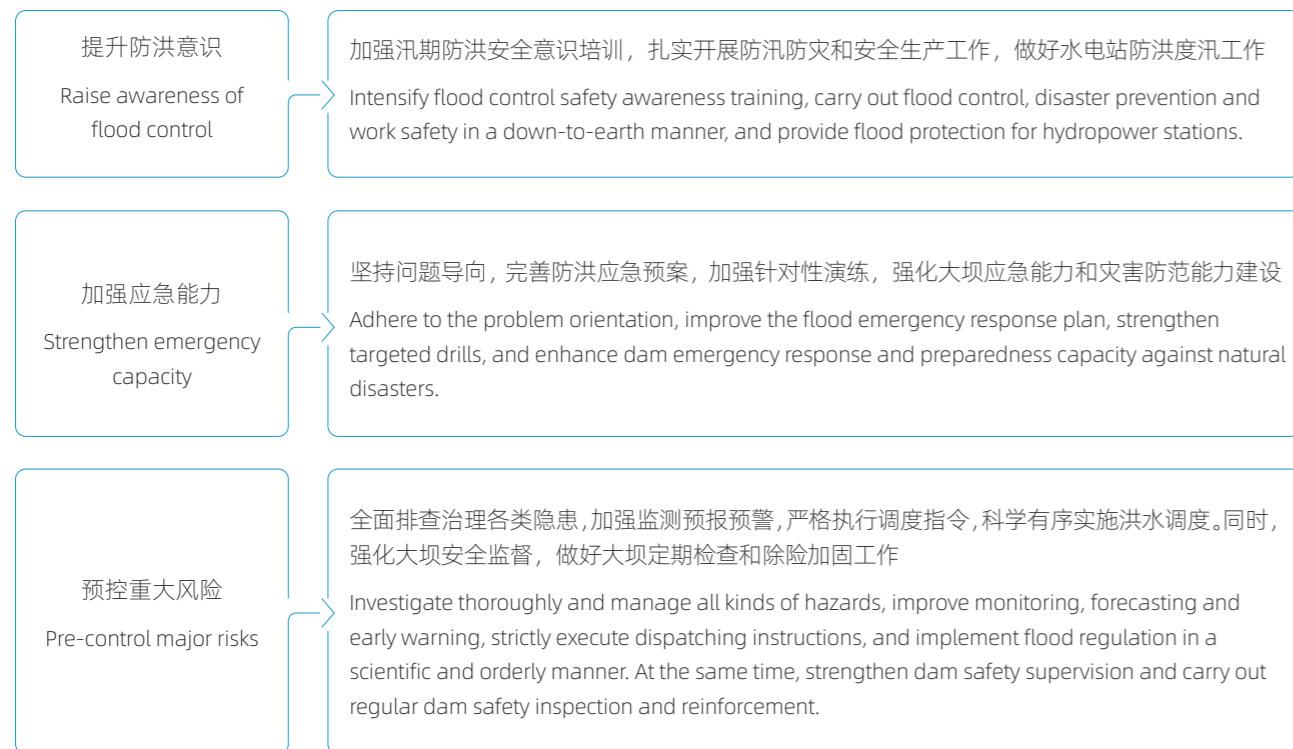 提升防洪意识
Raise awareness of
flood control
加强汛期防洪安全意识培训，扎实开展防汛防灾和安全生产工作，做好水电站防洪度汛工作
Intensify flood control safety awareness training, carry out flood control, disaster prevention and
work safety in a down-to-earth manner, and provide flood protection for hydropower stations.
加强应急能力
Strengthen emergency
capacity
坚持问题导向，完善防洪应急预案，加强针对性演练，强化大坝应急能力和灾害防范能力建设
Adhere to the problem orientation, improve the flood emergency response plan, strengthen
targeted drills, and enhance dam emergency response and preparedness capacity against natural
disasters.
预控重大风险
Pre-control major risks
全面排查治理各类隐患，加强监测预报预警，严格执行调度指令，科学有序实施洪水调度。同时，
强化大坝安全监督，做好大坝定期检查和除险加固工作
Investigate thoroughly and manage all kinds of hazards, improve monitoring, forecasting and
early warning, strictly execute dispatching instructions, and implement flood regulation in a
scientific and orderly manner. At the same time, strengthen dam safety supervision and carry out
regular dam safety inspection and reinforcement.